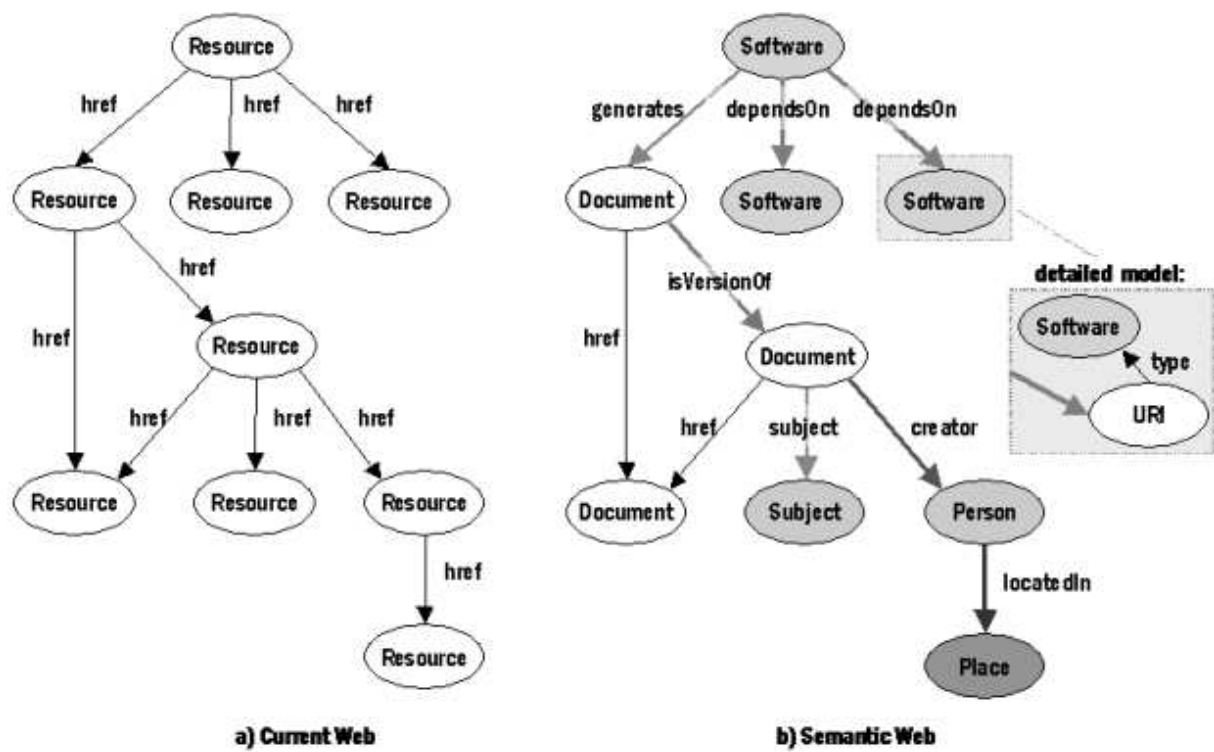 Resource
Software
href
href
href
generates
dependsOn
dependsOn
Resource
Resource
Resource
Document
Software
Software
href
isVersionOf
detailed model:
href
Resource
href
Document
Software
type
URI
href
href
href
href
subject
creator
Resource
Resource
Resource
Document
Subject
Person
href
locatedIn
Resource
Place
a) Current Web
b) Semantic Web